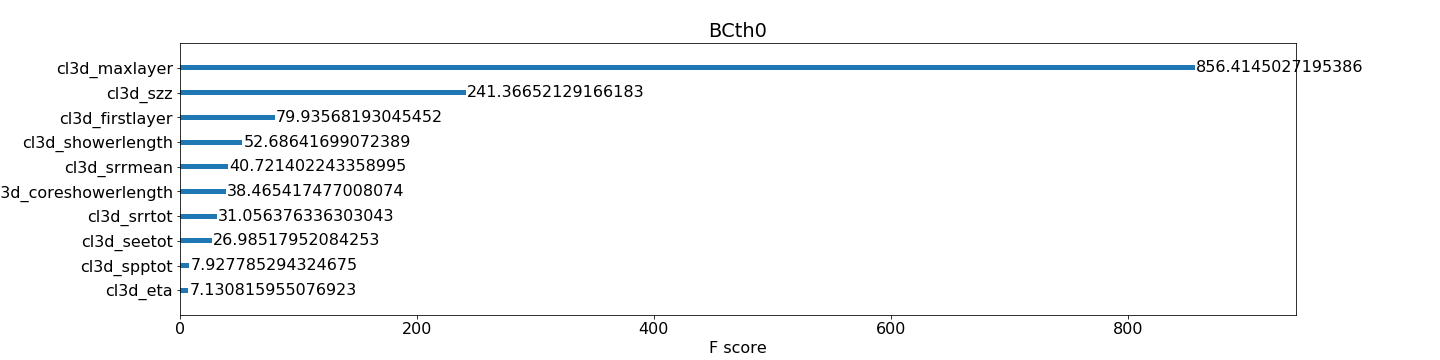 BCth0
cl3d_maxlayer 856.4145027195386
cl3d_szz 241.36652129166183
cl3d_firstlayer 79.93568193045452
cl3d_showerlength 52.68641699072389
cl3d_srrmean 40.721402243358995
3d_coreshowerlength 38.465417477008074
cl3d_srrtot 31.056376336303043
cl3d_seetot 26.98517952084253
cl3d_spptot 7.927785294324675
cl3d_eta 7.130815955076923
0 200 400 600 800
F score